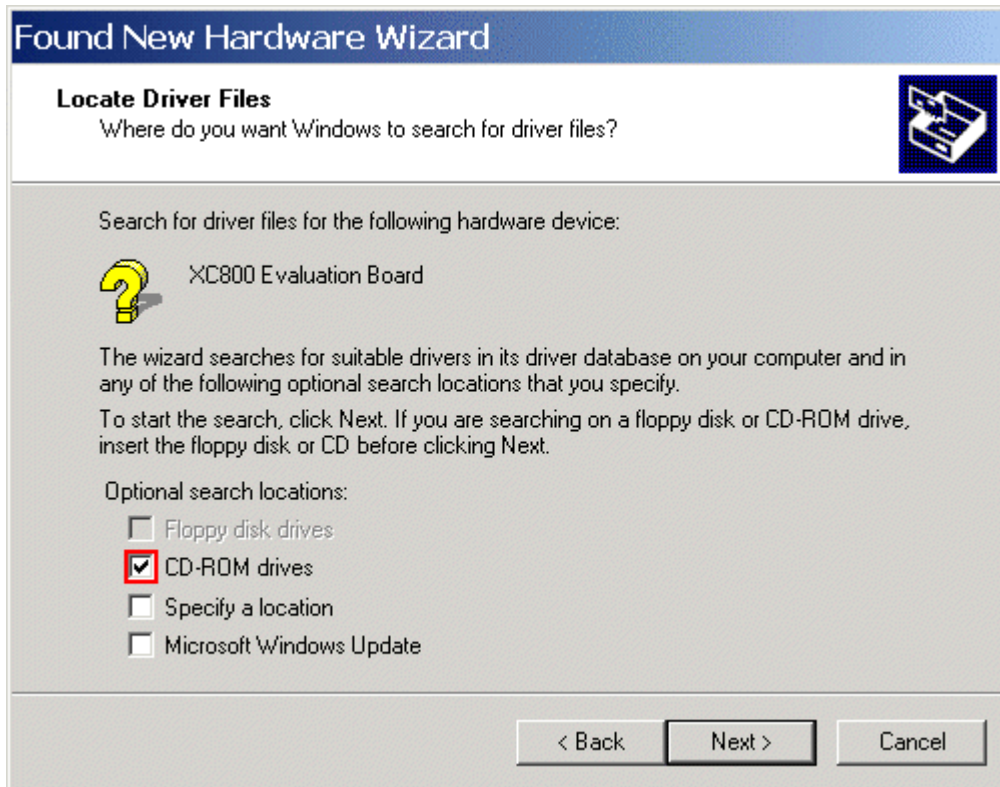 Found New Hardware Wizard
Locate Driver Files
Where do you want Windows to search for driver files?
Search for driver files for the following hardware device:
XC800 Evaluation Board
The wizard searches for suitable drivers in its driver database on your computer and in
any of the following optional search locations that you specify.
To start the search, click Next. If you are searching on a floppy disk or CD-ROM drive,
insert the floppy disk or CD before clicking Next.
Optional search locations:
Floppy disk drives
CD-ROM drives
Specify a location
Microsoft Windows Update
< Back Next > Cancel